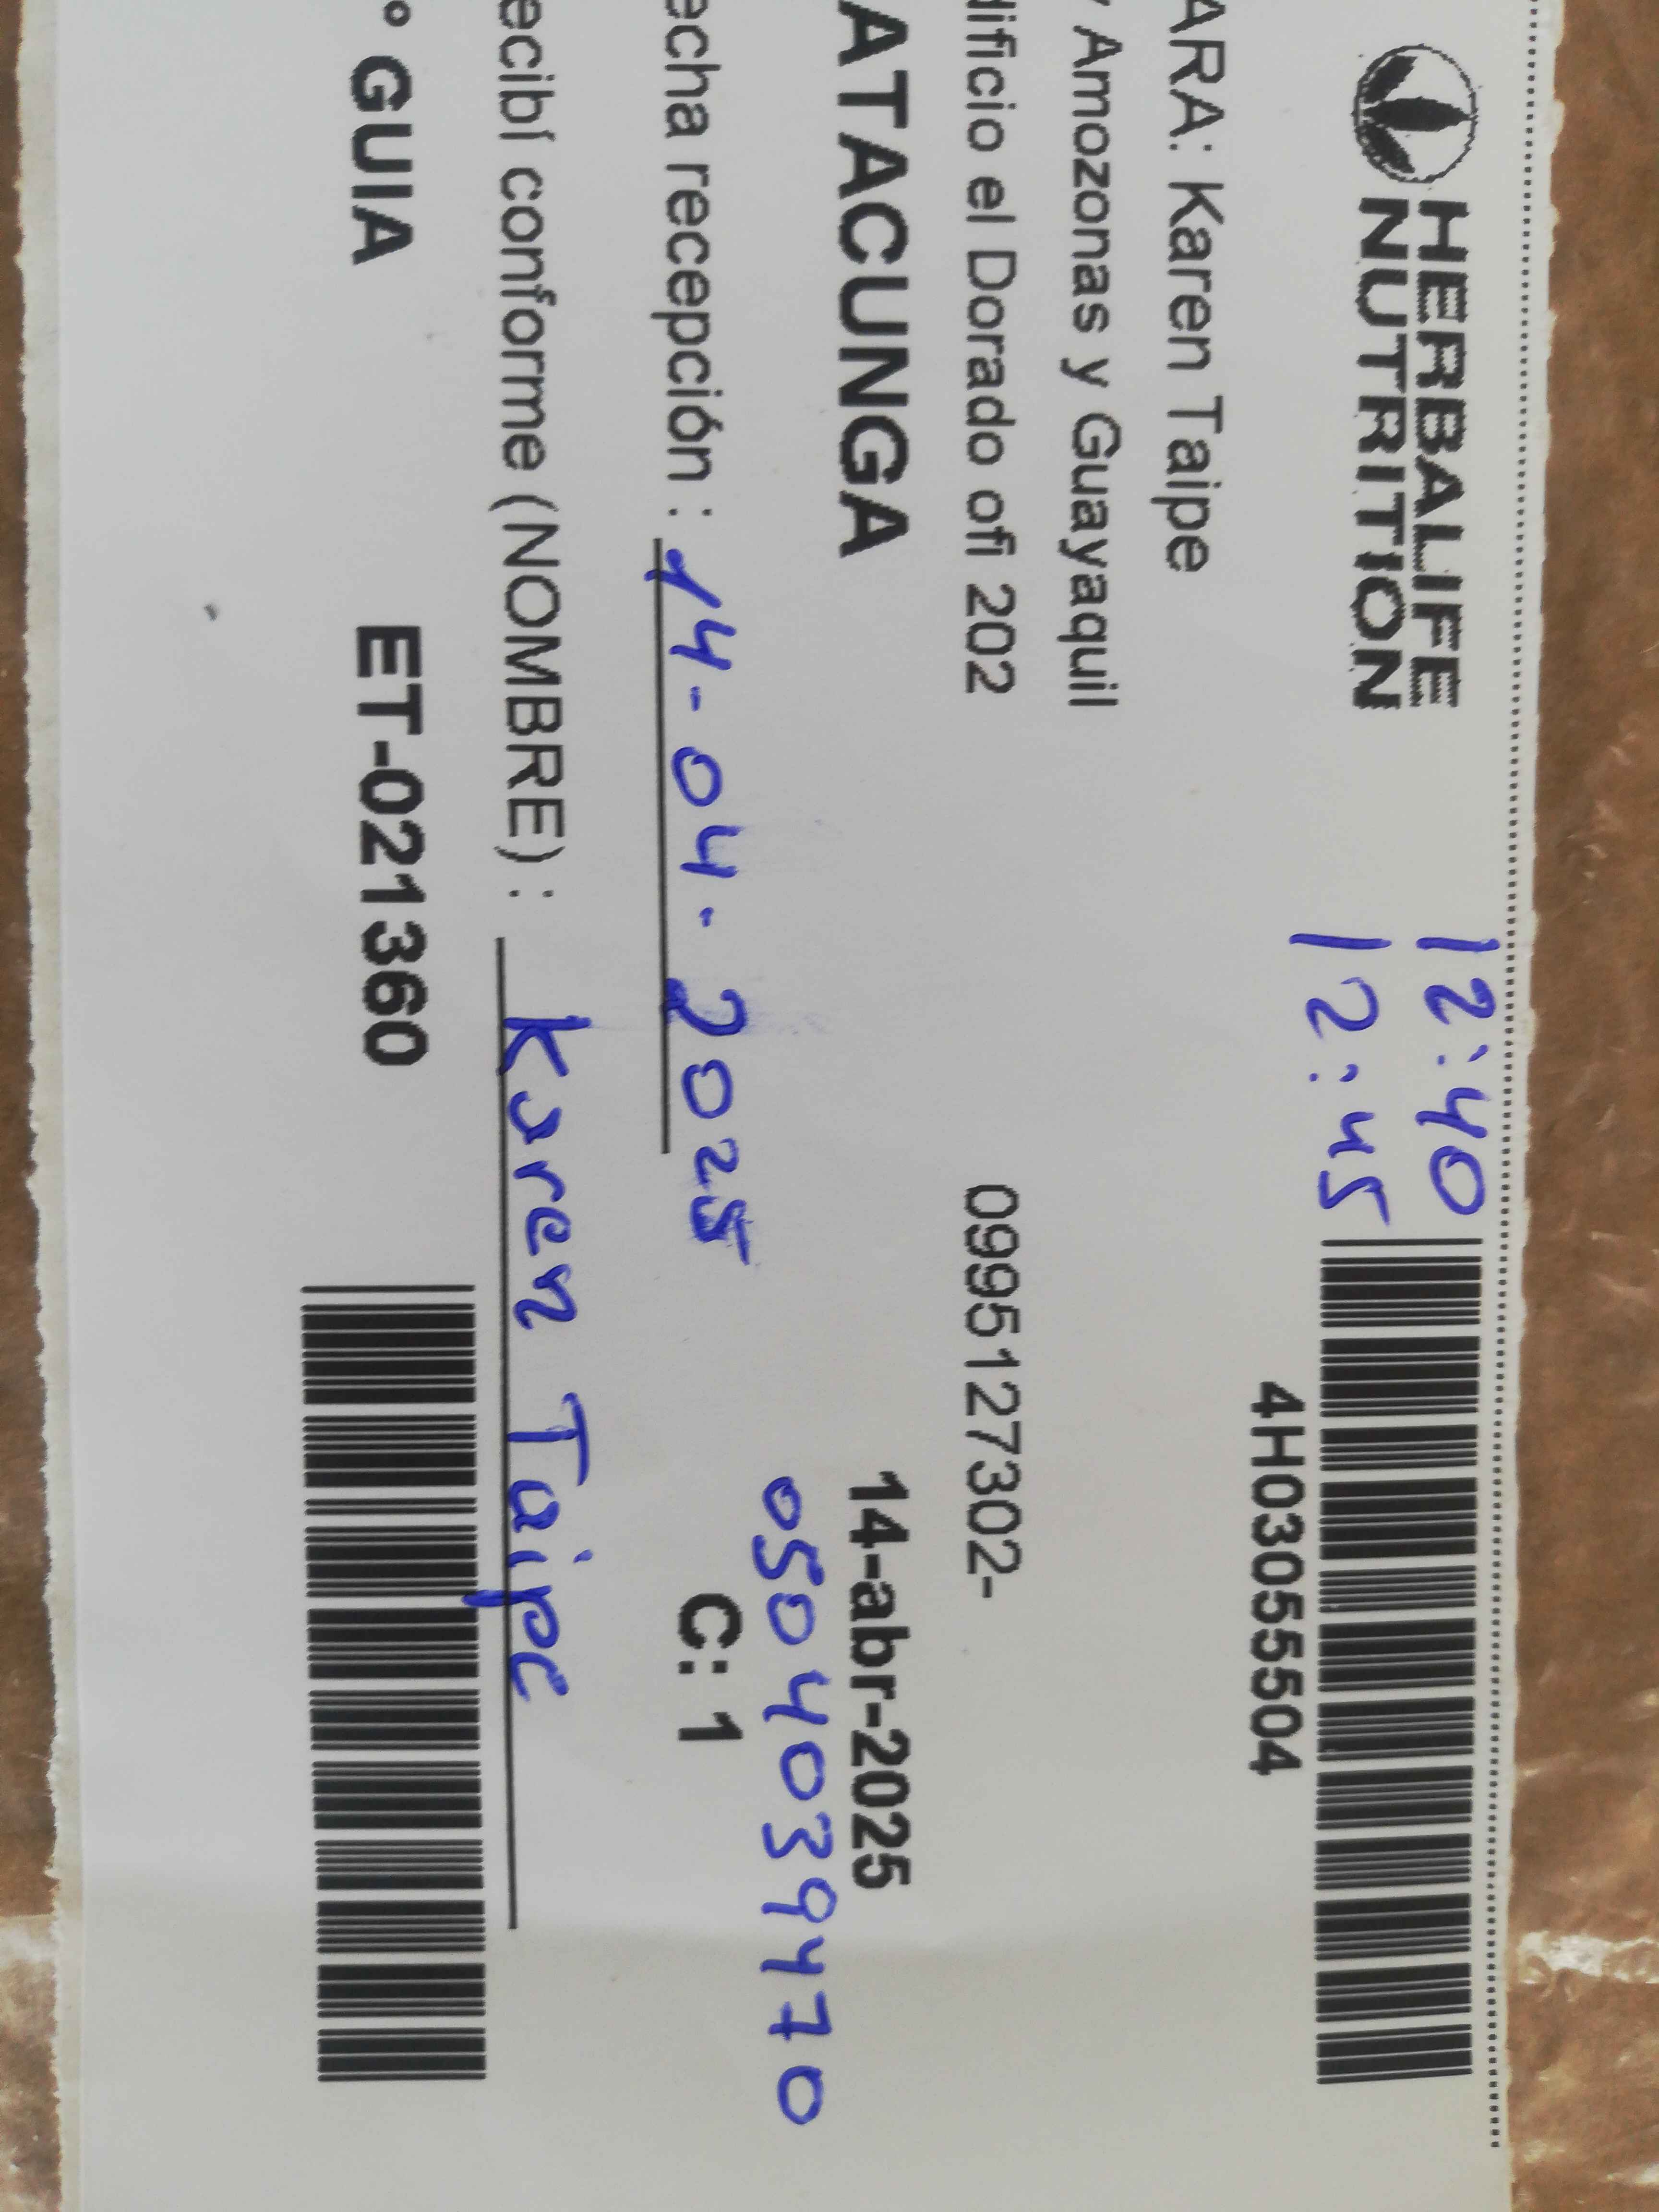 HERBALIFE
NUTRITION
12:40
12:45
4H03055504
ARA: Karen Taipe
y Amozonas y Guayaquil
dificio el Dorado ofi 202
0995127302-
ATACUNGA
14-abr-2025
0504039470
echa recepción : 14-04. 2025
C: 1
ecibí conforme (NOMBRE) : Karen Taipe
° GUIA
ET-021360